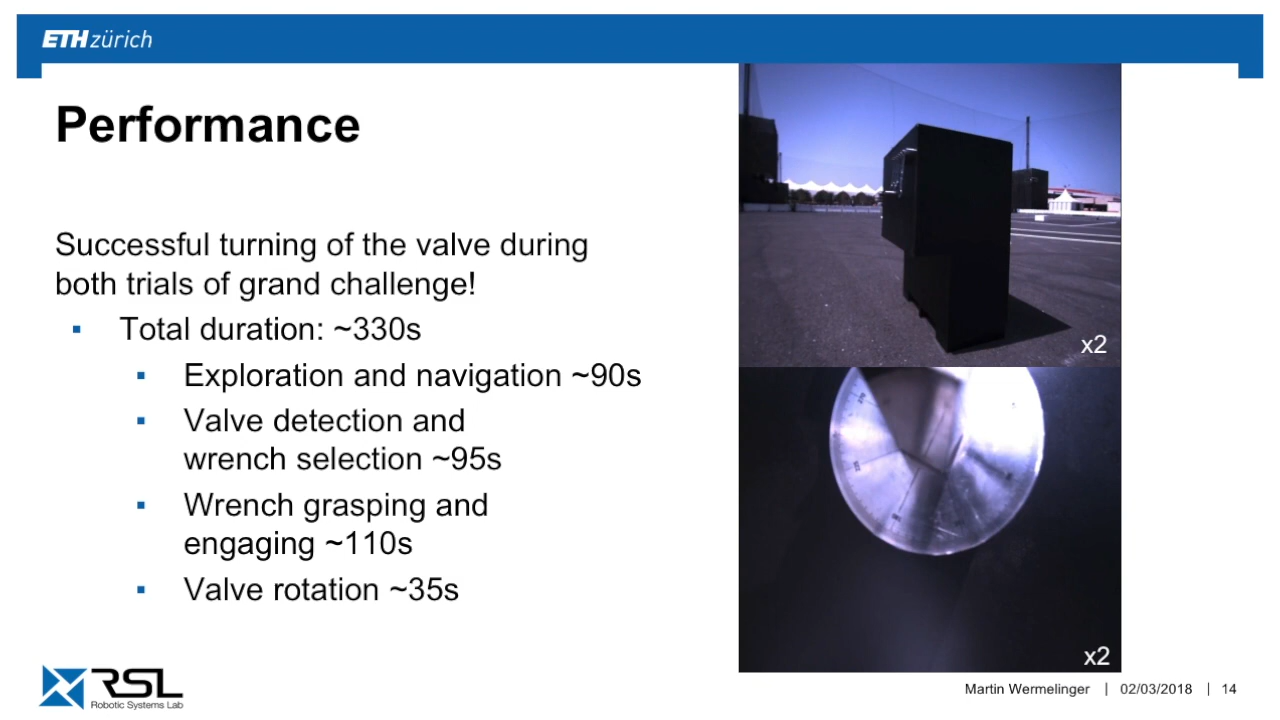 ETH zürich
Performance
Successful turning of the valve during
both trials of grand challenge!
▪ Total duration: ~330s
▪ Exploration and navigation ~90s
▪ Valve detection and
wrench selection ~95s
▪ Wrench grasping and
engaging ~110s
▪ Valve rotation ~35s
x2
x2
RSL
Robotic Systems Lab
Martin Wermelinger | 02/03/2018 | 14